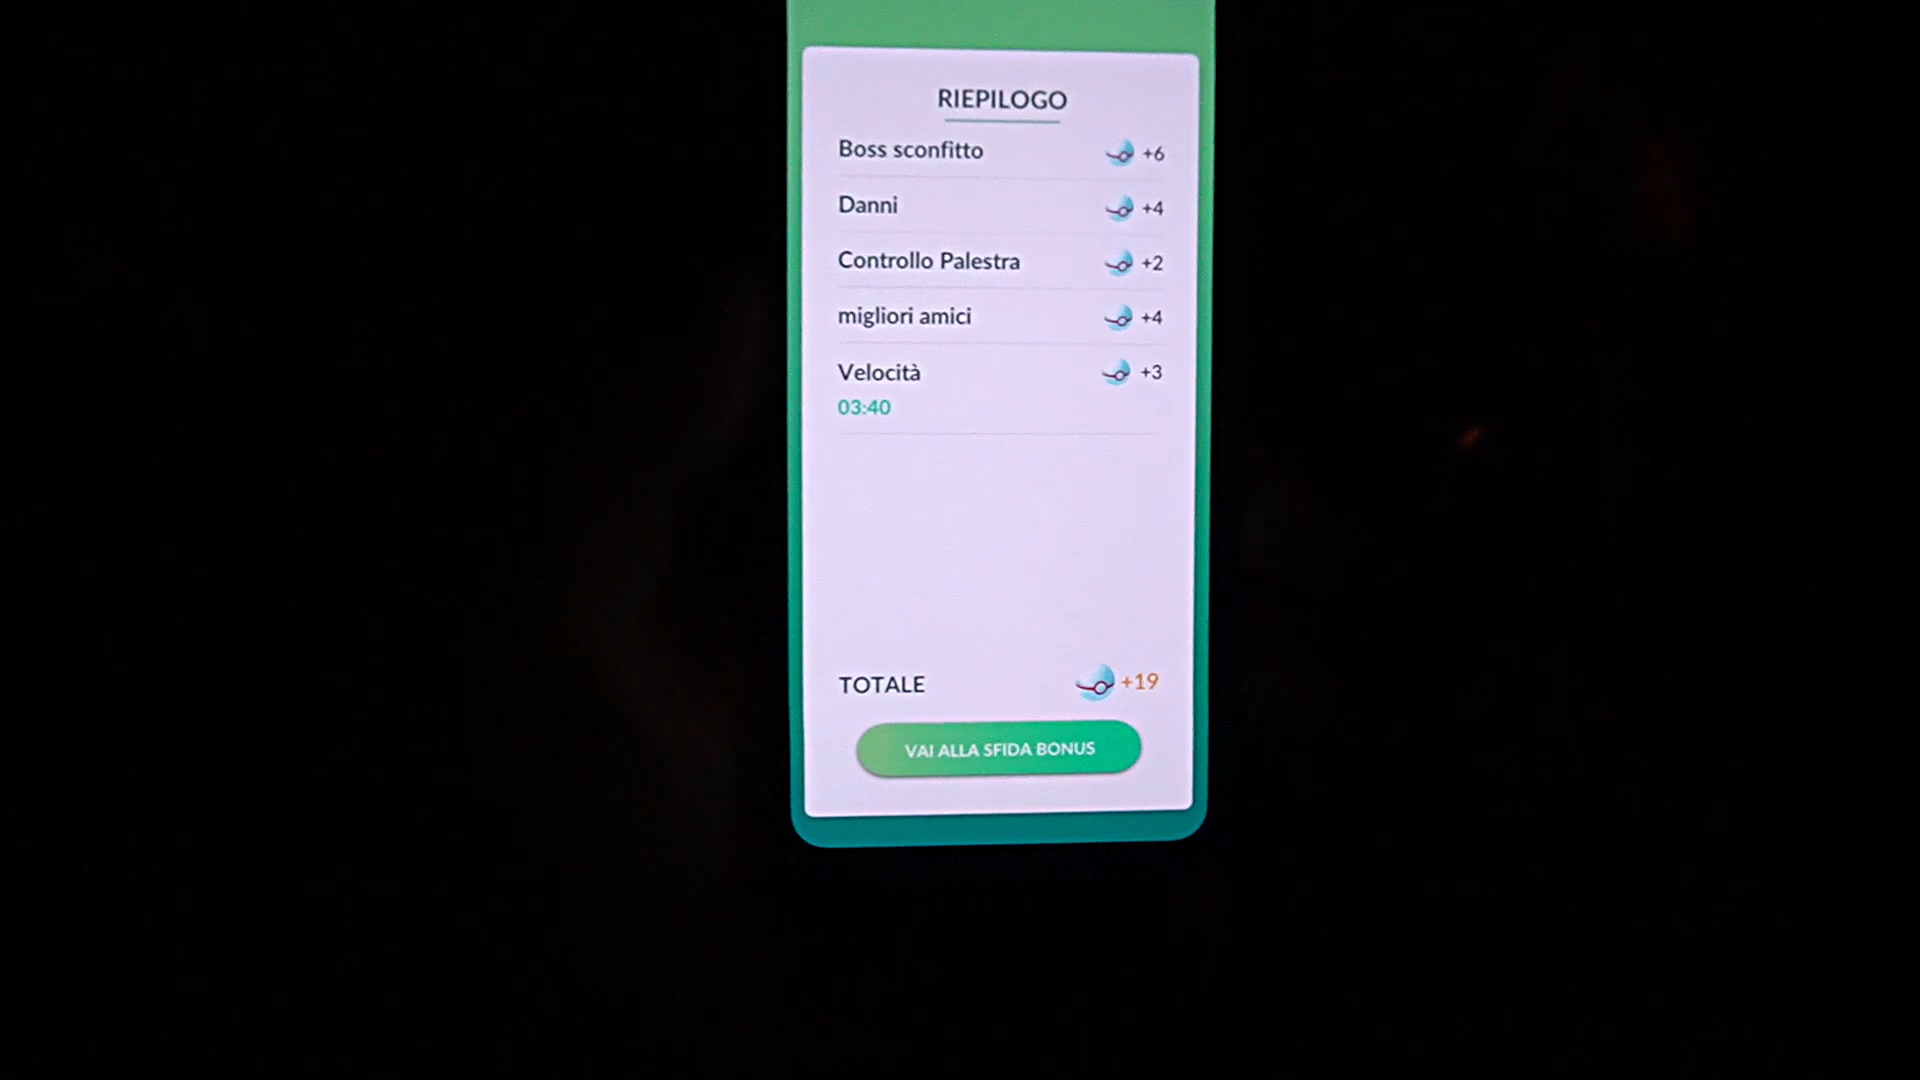 RIEPILOGO
Boss sconfitto +6
Danni +4
Controllo Palestra +2
migliori amici +4
Velocità +3
03:40
TOTALE +19
VAI ALLA SFIDA BONUS